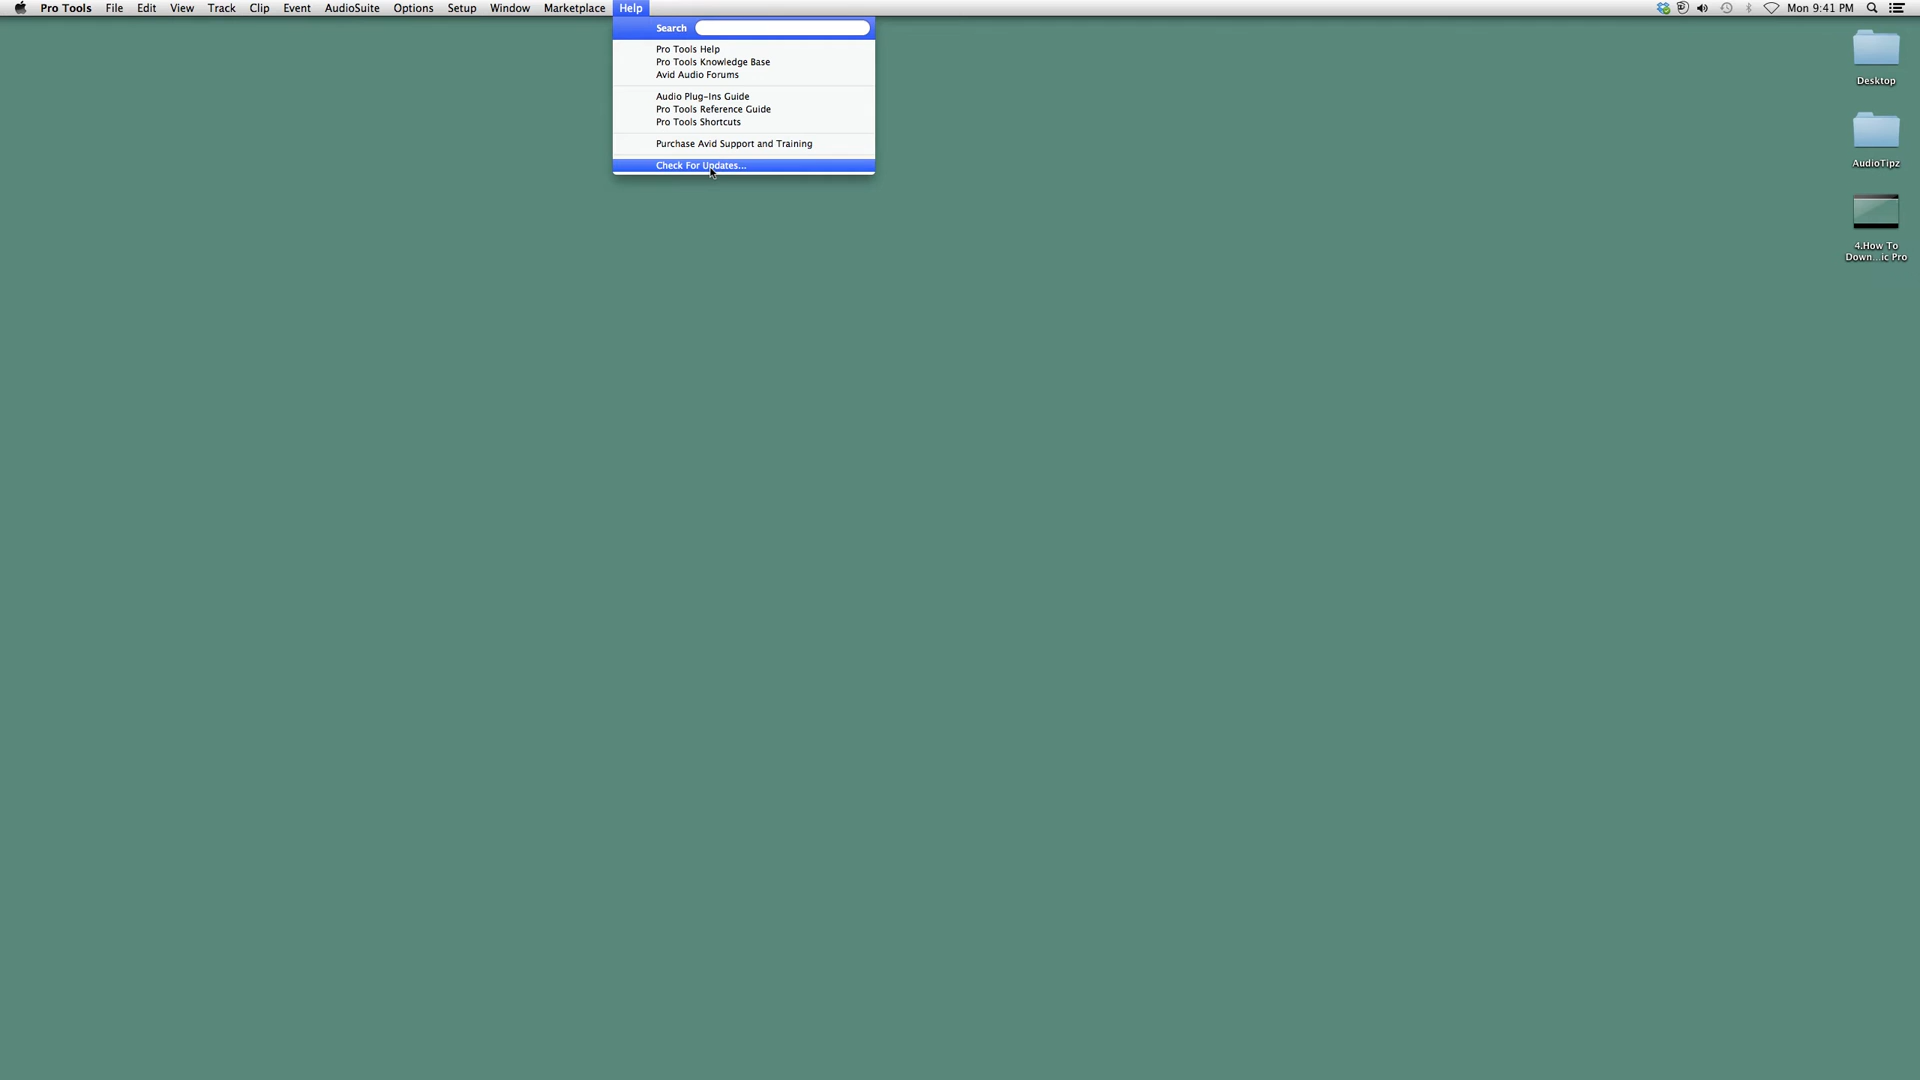 Pro Tools File Edit View Track Clip Event AudioSuite Options Setup Window Marketplace Help Mon 9:41 PM
Search
Pro Tools Help
Pro Tools Knowledge Base
Avid Audio Forums
Audio Plug-Ins Guide
Pro Tools Reference Guide
Pro Tools Shortcuts
Purchase Avid Support and Training
Check For Updates...
Desktop
AudioTipz
4.How To
Down...ic Pro